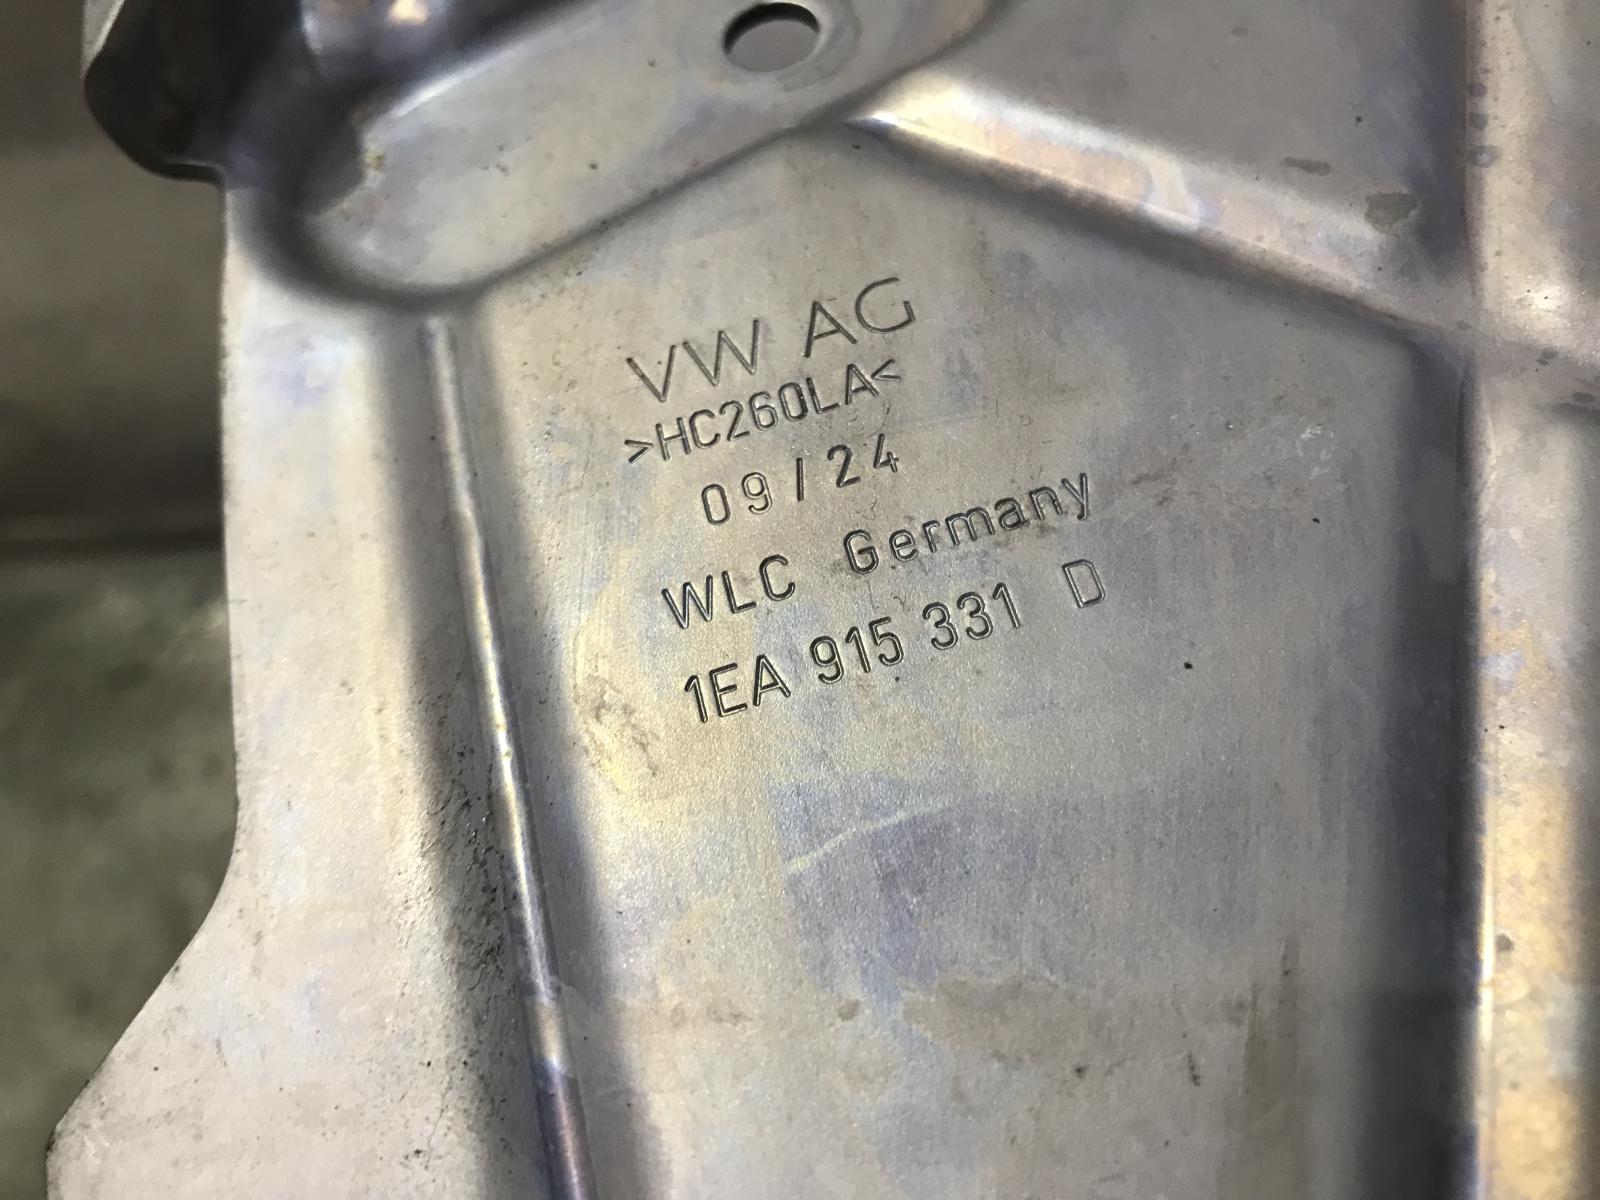 VW AG
>HC260LA<
09/24
WLC Germany
1EA 915 331 D